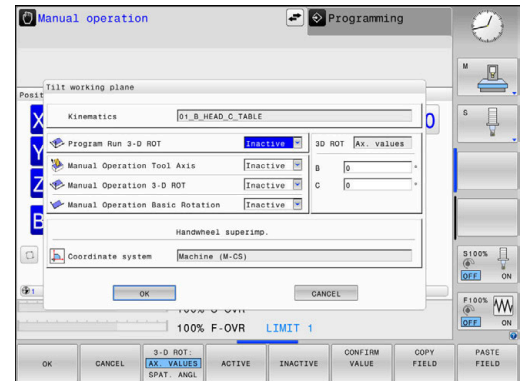 Manual operation
Programming
Posit
Tilt working plane
Kinematics 01_B_HEAD_C_TABLE
X
0
Program Run 3-D ROT Inactive
3D ROT Ax. values
Y
Manual Operation Tool Axis Inactive
B 0 °
Z
Manual Operation 3-D ROT Inactive
C 0 °
Manual Operation Basic Rotation Inactive
B
Handwheel superimp.
Coordinate system Machine (M-CS)
1
OK
CANCEL
100% F-OVR LIMIT 1
M
S
S100%
OFF ON
F100%
OFF ON
OK
CANCEL
3-D ROT:
AX. VALUES
SPAT. ANGL
ACTIVE
INACTIVE
CONFIRM
VALUE
COPY
FIELD
PASTE
FIELD